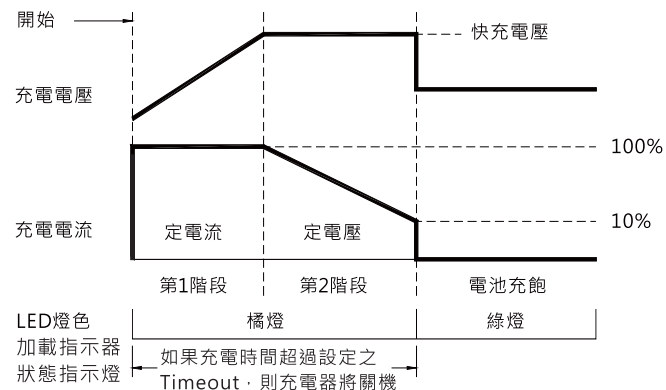 開始
快充電壓
充電電壓
100%
10%
充電電流
定電流
定電壓
第1階段
第2階段
電池充飽
LED燈色
橘燈
綠燈
加載指示器
狀態指示燈
如果充電時間超過設定之
Timeout，則充電器將關機